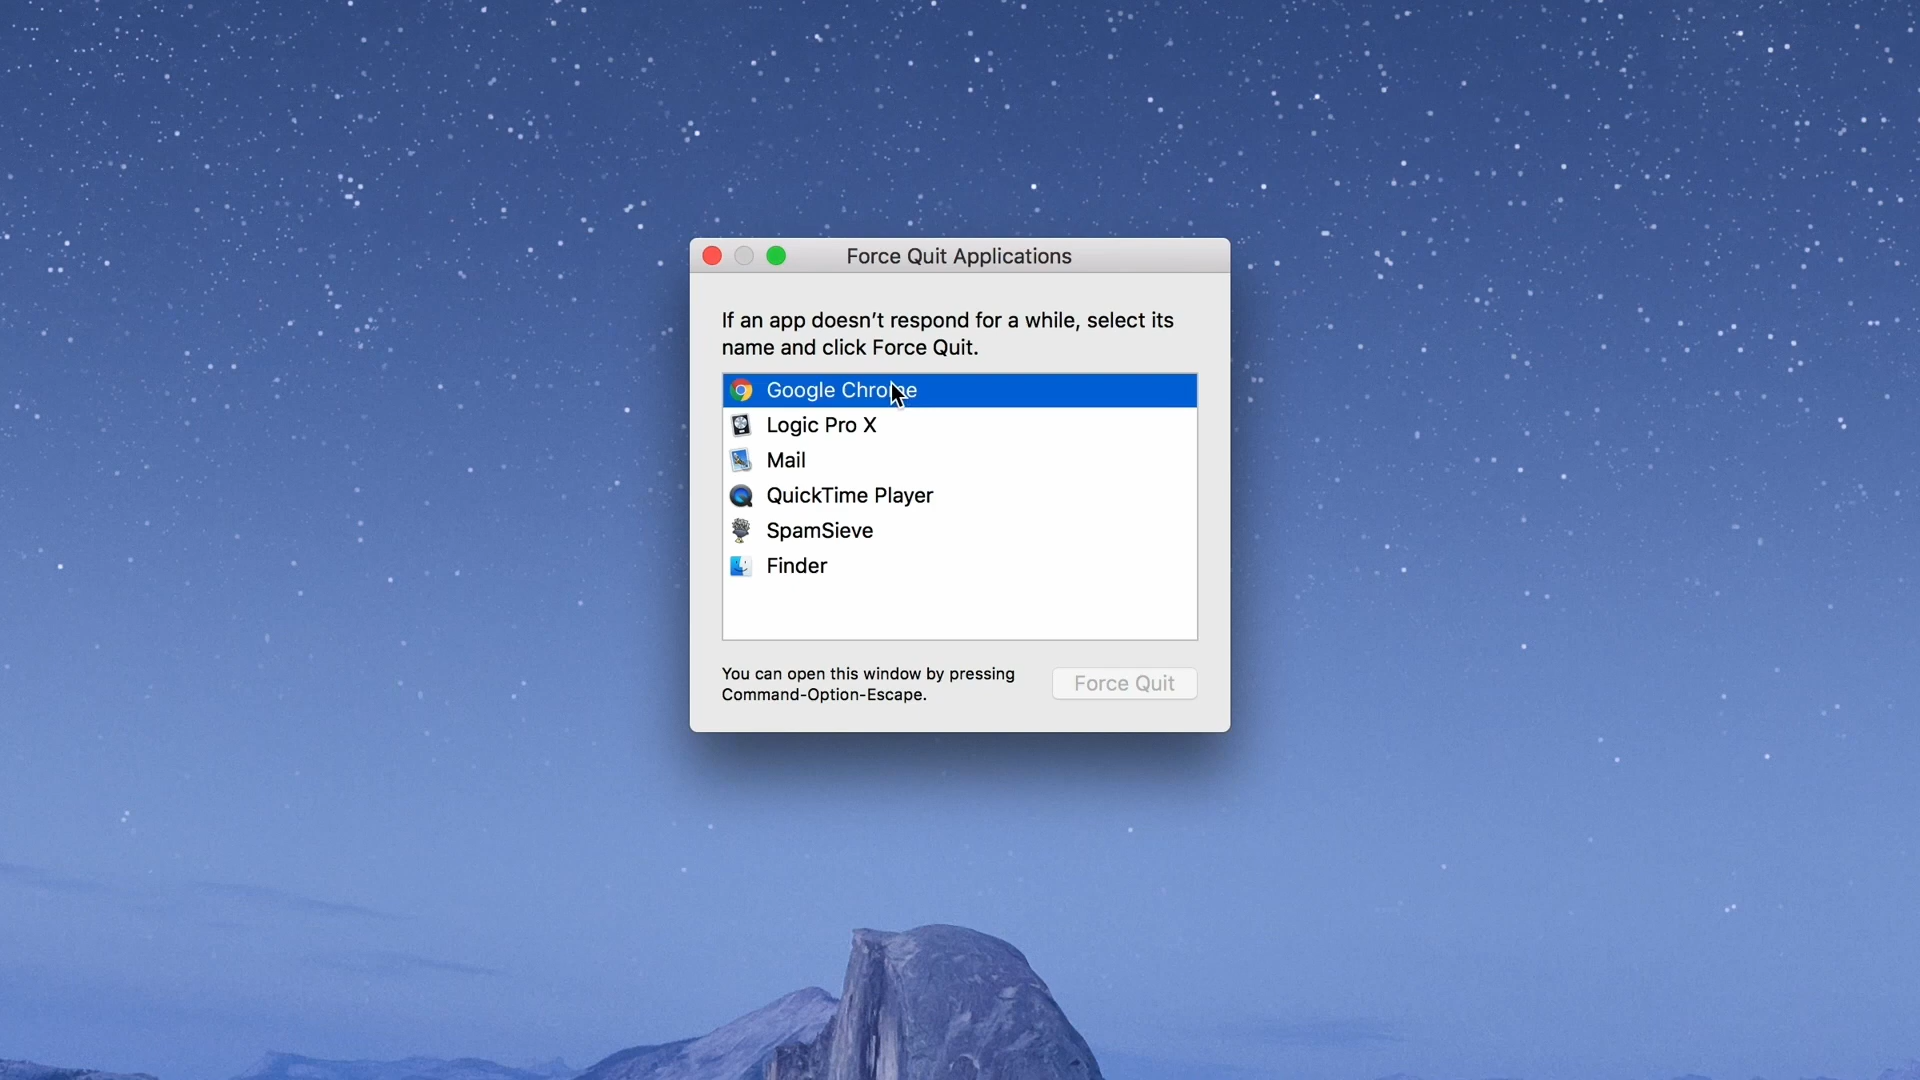 Force Quit Applications
If an app doesn’t respond for a while, select its
name and click Force Quit.
Google Chrome
Logic Pro X
Mail
QuickTime Player
SpamSieve
Finder
You can open this window by pressing
Command-Option-Escape.
Force Quit